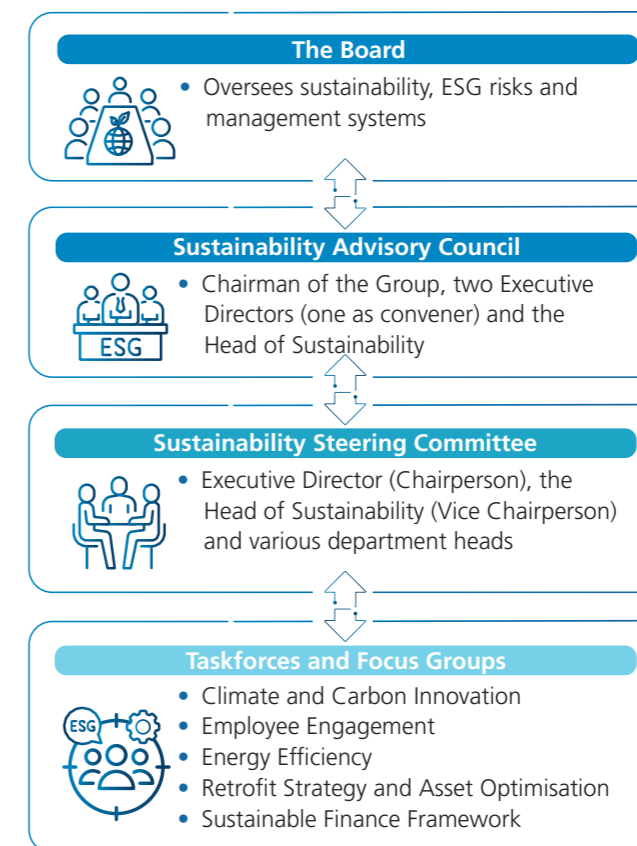 The Board
• Oversees sustainability, ESG risks and
management systems
Sustainability Advisory Council
• Chairman of the Group, two Executive
Directors (one as convener) and the
Head of Sustainability
ESG
Sustainability Steering Committee
• Executive Director (Chairperson), the
Head of Sustainability (Vice Chairperson)
and various department heads
Taskforces and Focus Groups
ESG
• Climate and Carbon Innovation
• Employee Engagement
• Energy Efficiency
• Retrofit Strategy and Asset Optimisation
• Sustainable Finance Framework